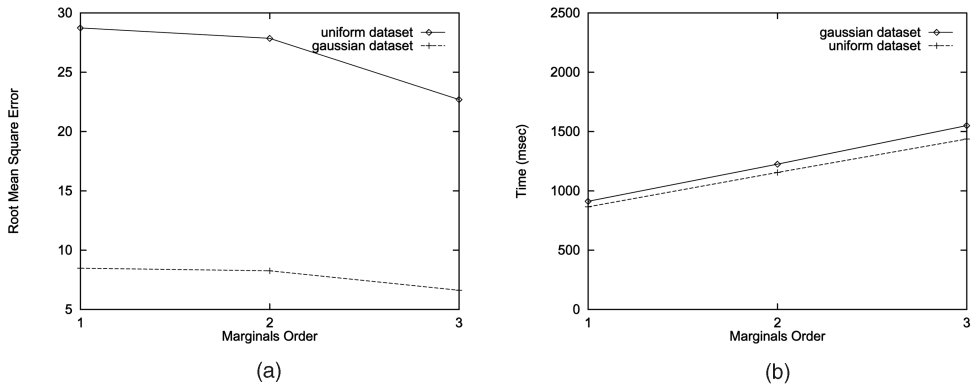 30
25
20
15
10
5
Root Mean Square Error
uniform dataset
gaussian dataset
1 2 3
Marginals Order
(a)
2500
2000
1500
1000
500
0
Time (msec)
gaussian dataset
uniform dataset
1 2 3
Marginals Order
(b)